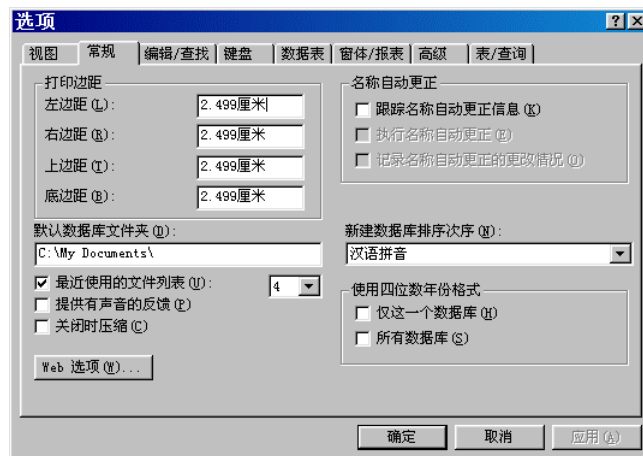 选项
视图 常规 编辑/查找 键盘 数据表 窗体/报表 高级 表/查询
打印边距
左边距(L): 2.499厘米
右边距(R): 2.499厘米
上边距(T): 2.499厘米
底边距(B): 2.499厘米
名称自动更正
跟踪名称自动更正信息(K)
执行名称自动更正(E)
记录名称自动更正的更改情况(O)
默认数据库文件夹(D):
C:\My Documents\
新建数据库排序次序(N):
汉语拼音
最近使用的文件列表(U): 4
提供有声音的反馈(F)
关闭时压缩(C)
使用四位数年份格式
仅这一个数据库(H)
所有数据库(S)
Web 选项(W)...
确定 取消 应用(A)